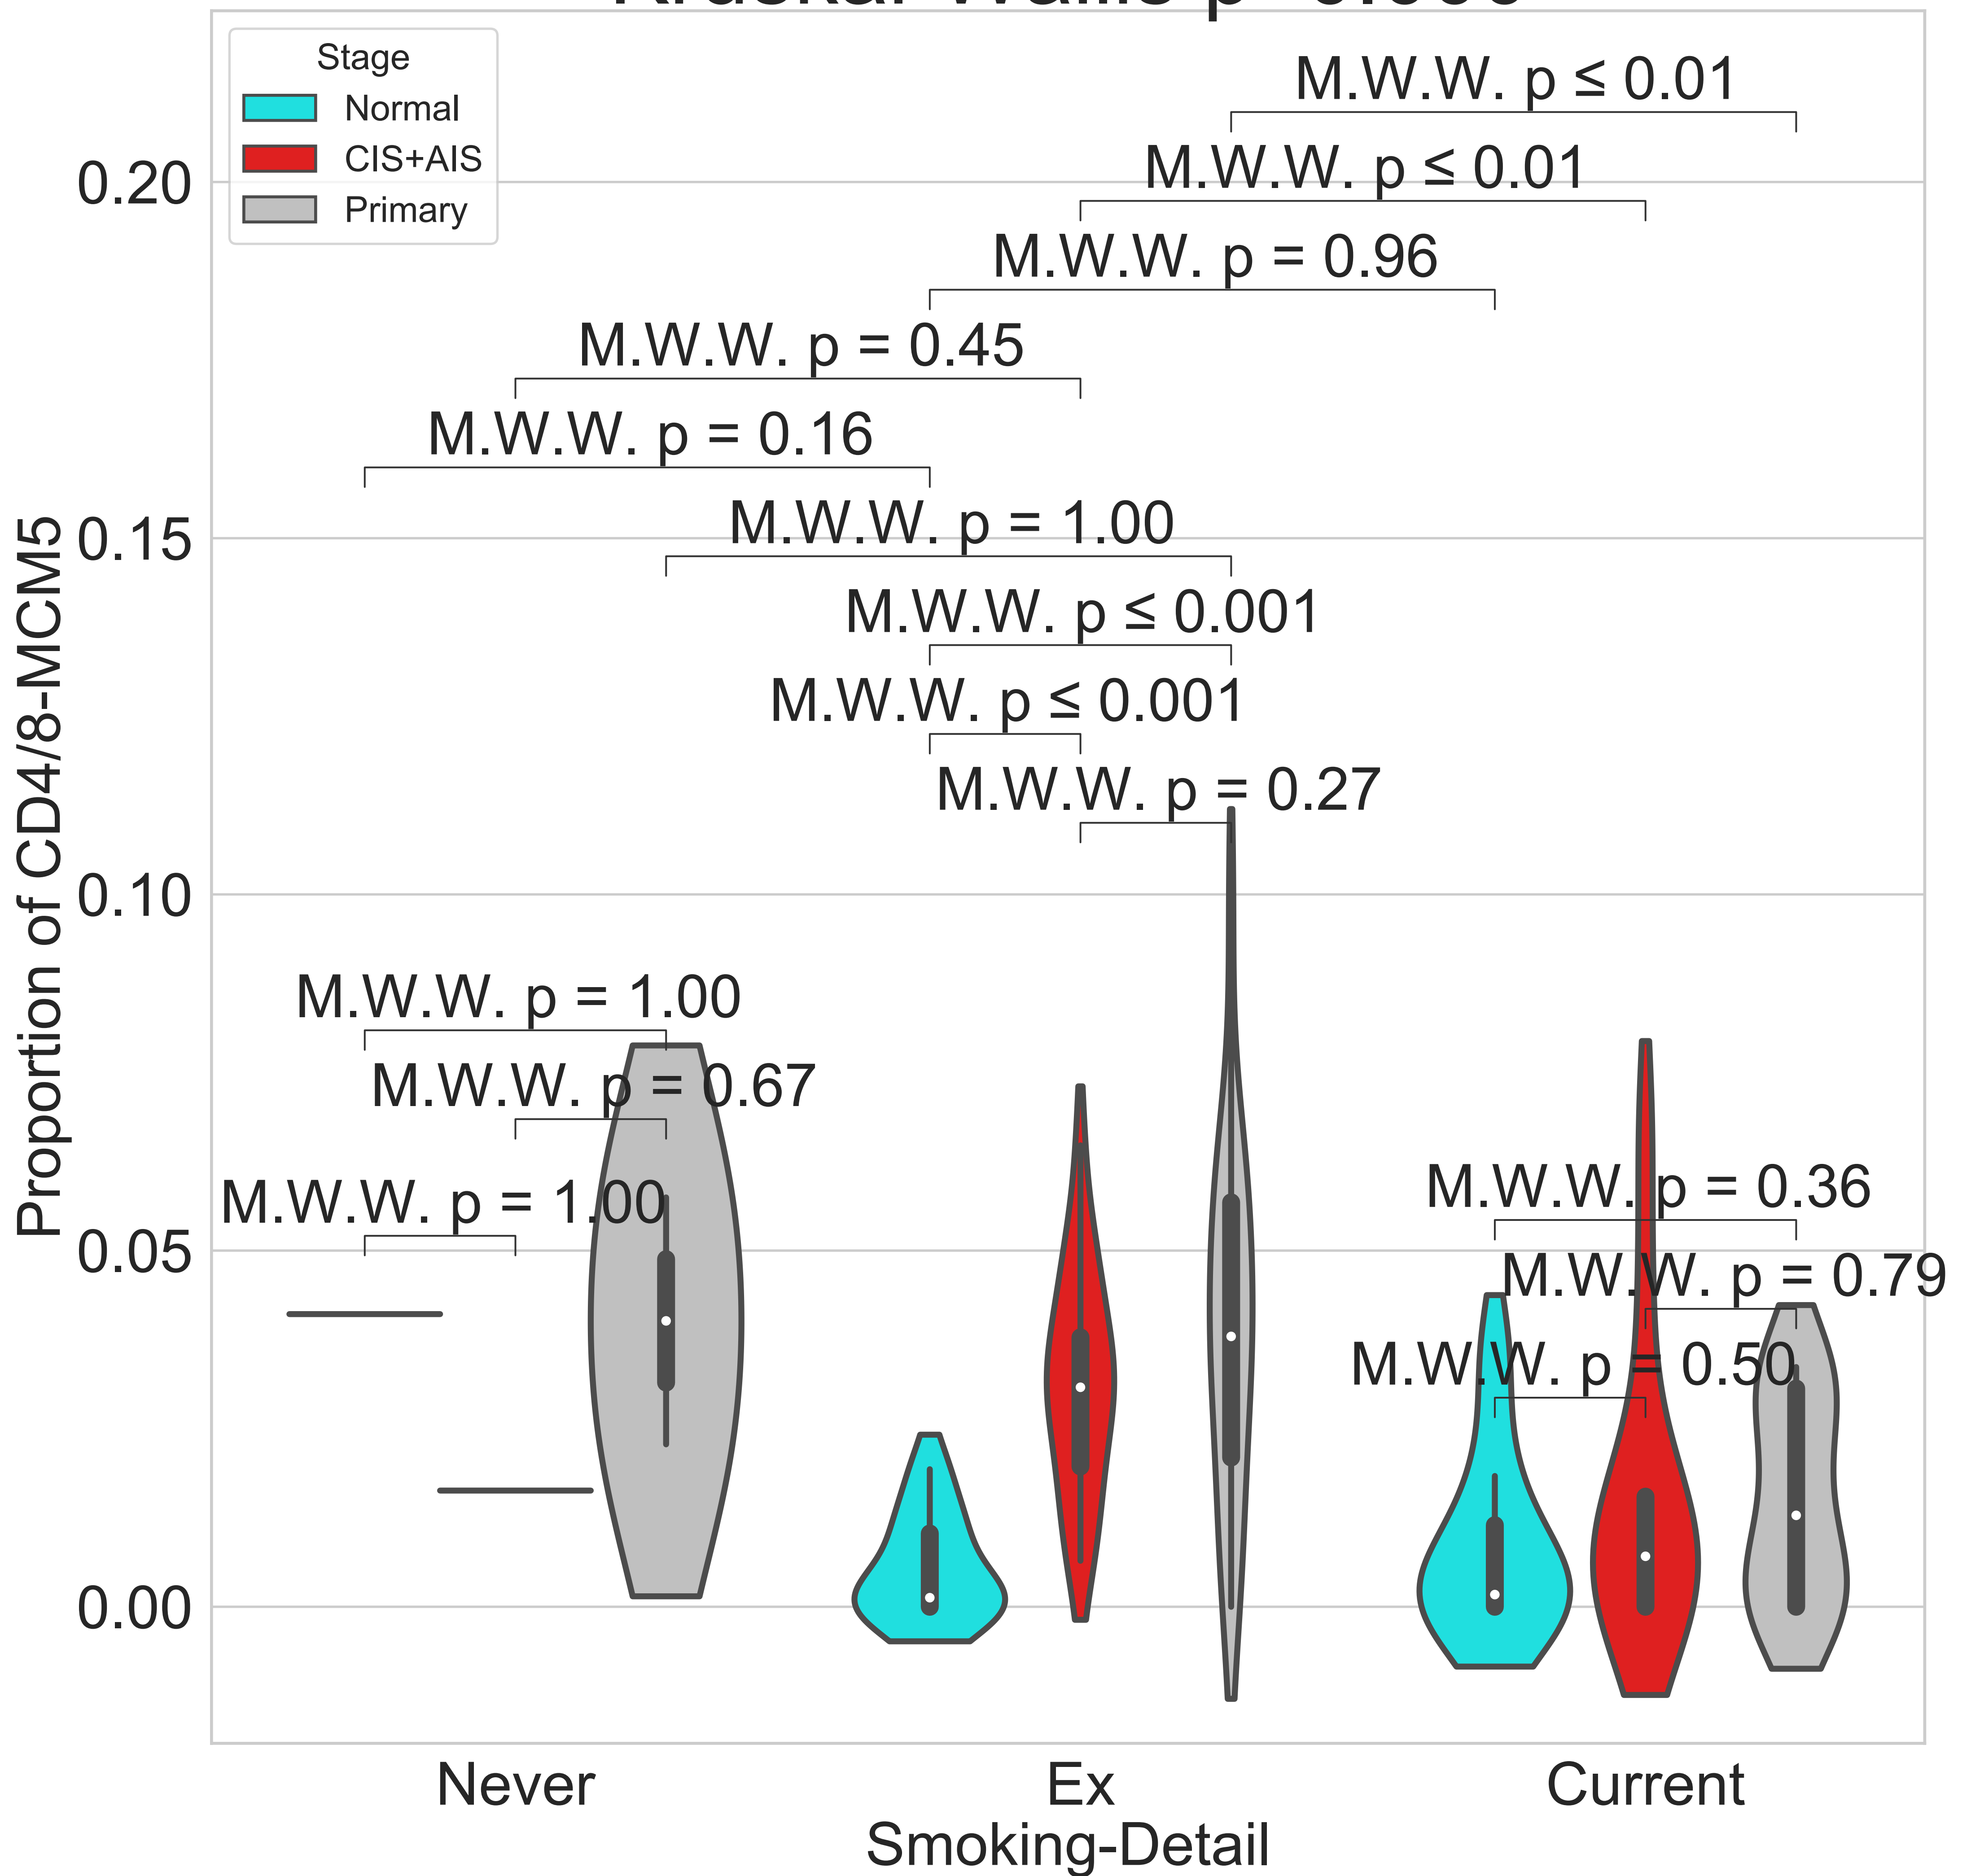 Stage
Normal
CIS+AIS
Primary
M.W.W. p ≤ 0.01
M.W.W. p ≤ 0.01
M.W.W. p = 0.96
M.W.W. p = 0.45
M.W.W. p = 0.16
M.W.W. p = 1.00
M.W.W. p ≤ 0.001
M.W.W. p ≤ 0.001
M.W.W. p = 0.27
M.W.W. p = 1.00
M.W.W. p = 0.67
M.W.W. p = 1.00
M.W.W. p = 0.36
M.W.W. p = 0.79
M.W.W. p = 0.50
Proportion of CD4/8-MCM5
0.20
0.15
0.10
0.05
0.00
Never
Ex
Current
Smoking-Detail